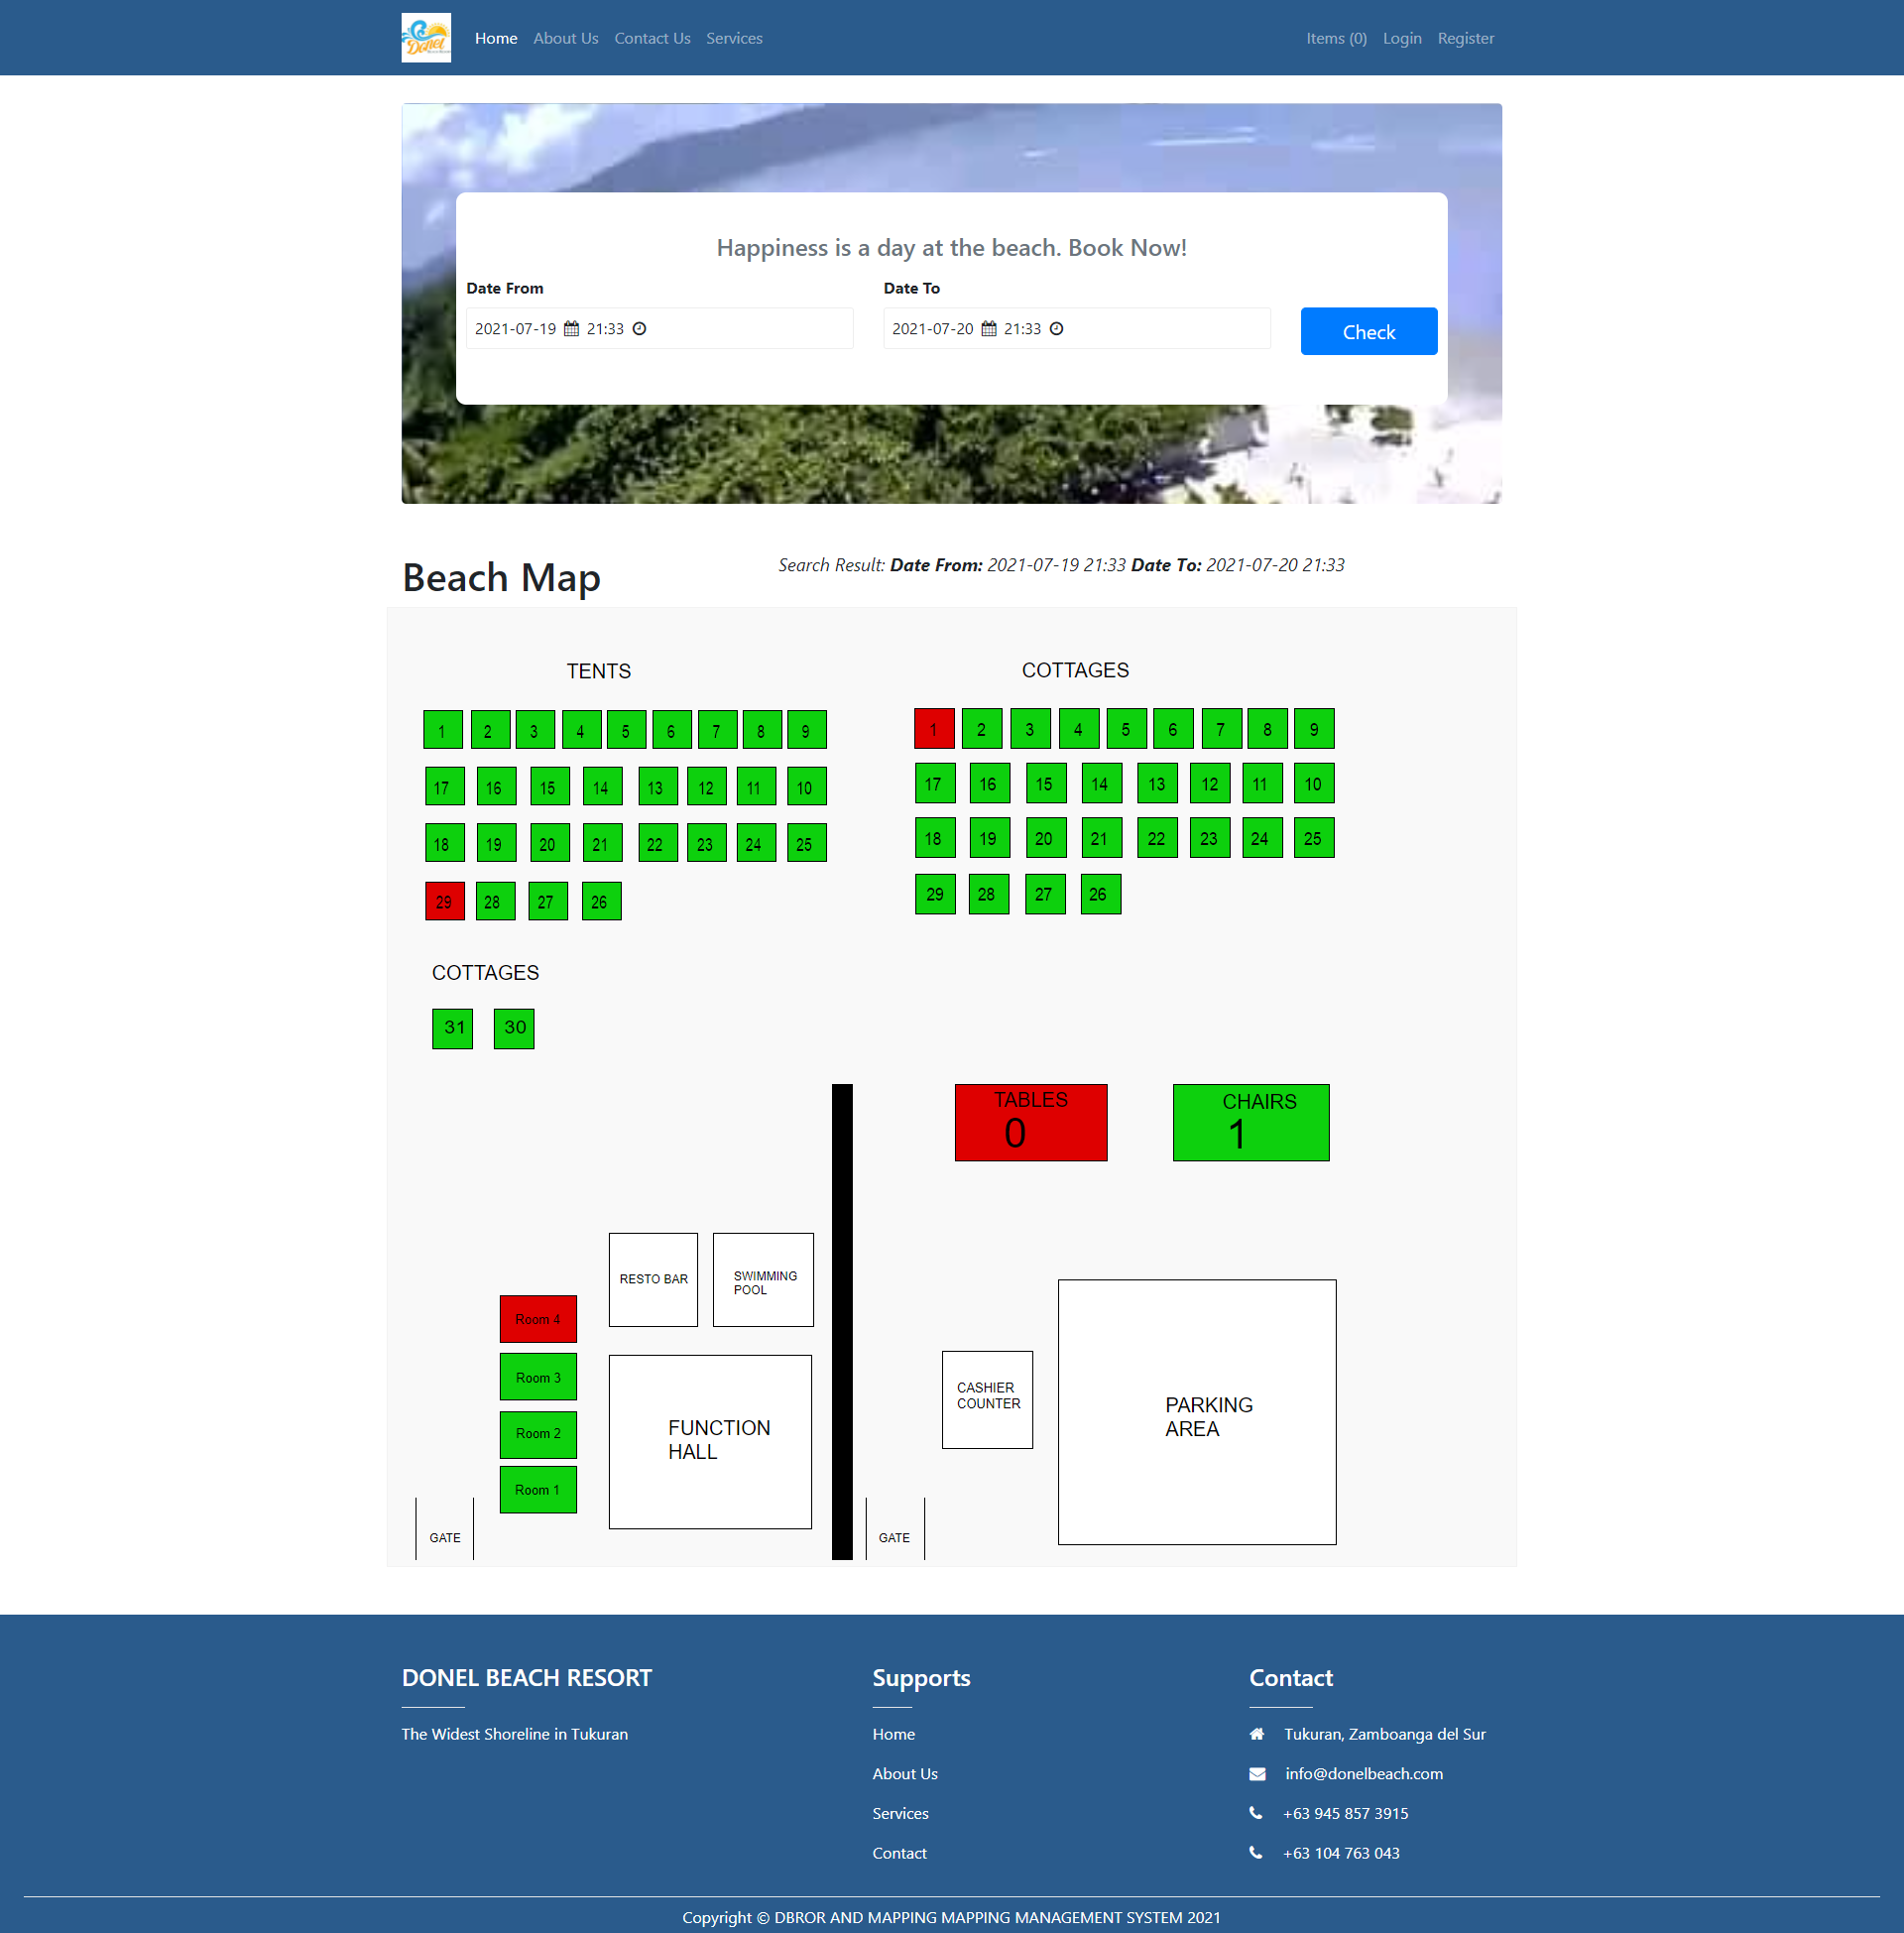 Donel
Home About Us Contact Us Services Items (0) Login Register
Happiness is a day at the beach. Book Now!
Date From Date To
2021-07-19 21:33 2021-07-20 21:33 Check
Beach Map
Search Result: Date From: 2021-07-19 21:33 Date To: 2021-07-20 21:33
TENTS
1 2 3 4 5 6 7 8 9
17 16 15 14 13 12 11 10
18 19 20 21 22 23 24 25
29 28 27 26
COTTAGES
1 2 3 4 5 6 7 8 9
17 16 15 14 13 12 11 10
18 19 20 21 22 23 24 25
29 28 27 26
COTTAGES
31 30
TABLES
0
CHAIRS
1
RESTO BAR
SWIMMING
POOL
Room 4
Room 3
Room 2
Room 1
FUNCTION
HALL
CASHIER
COUNTER
PARKING
AREA
GATE
GATE
DONEL BEACH RESORT
The Widest Shoreline in Tukuran
Supports
Home
About Us
Services
Contact
Contact
Tukuran, Zamboanga del Sur
info@donelbeach.com
+63 945 857 3915
+63 104 763 043
Copyright © DBROR AND MAPPING MAPPING MANAGEMENT SYSTEM 2021